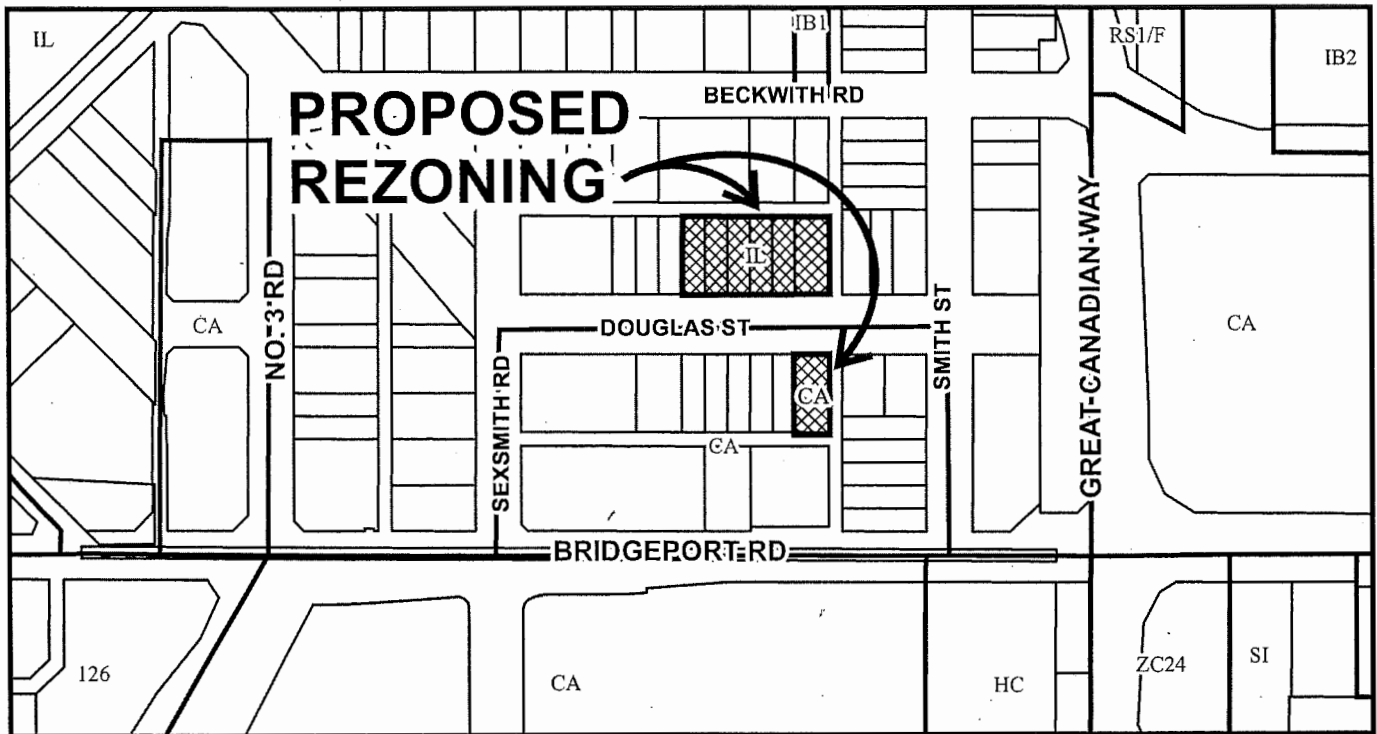 IL
IB1
RS1/F
IB2
BECKWITH RD
PROPOSED
REZONING
IL
CA
NO. 3 RD
DOUGLAS ST
SMITH ST
GREAT CANADIAN WAY
CA
SEXSMITH RD
CA
CA
BRIDGEPORT RD
126
CA
HC
ZC24
SI